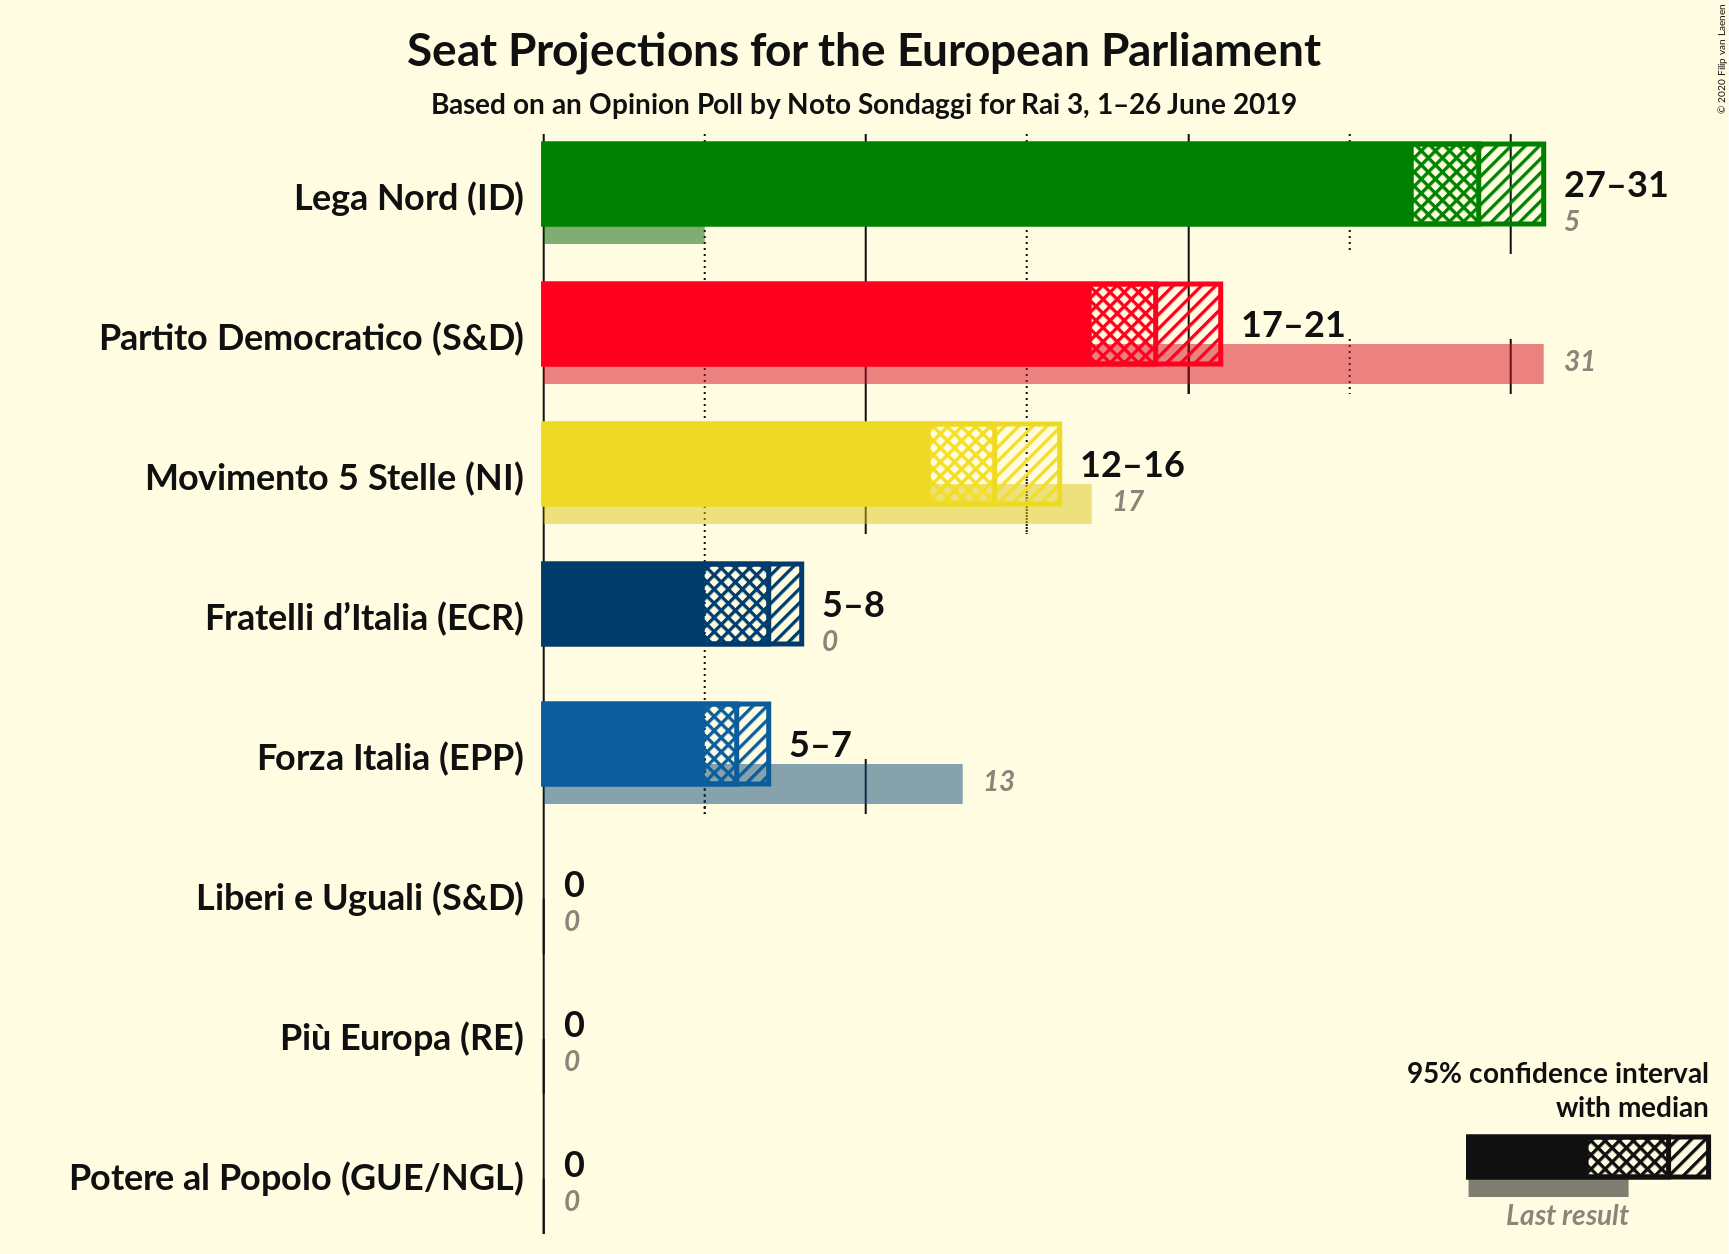 Seat Projections for the European Parliament
Based on an Opinion Poll by Noto Sondaggi for Rai 3, 1–26 June 2019
© 2020 Filip van Laenen
Lega Nord (ID)
27–31
5
Partito Democratico (S&D)
17–21
31
Movimento 5 Stelle (NI)
12–16
17
Fratelli d’Italia (ECR)
5–8
0
Forza Italia (EPP)
5–7
13
Liberi e Uguali (S&D)
0
0
Più Europa (RE)
0
0
Potere al Popolo (GUE/NGL)
0
0
95% confidence interval
with median
Last result